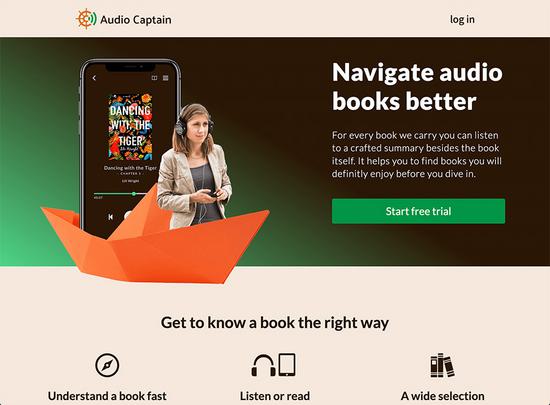 Audio Captain
log in
DANCING
WITH THE
TIGER
Lili Wright
Dancing with the Tiger
- CHAPTER 3 -
Lili Wright
Navigate audio
books better
For every book we carry you can listen
to a crafted summary besides the book
itself. It helps you to find books you will
definitly enjoy before you dive in.
Start free trial
Get to know a book the right way
Understand a book fast
Listen or read
A wide selection